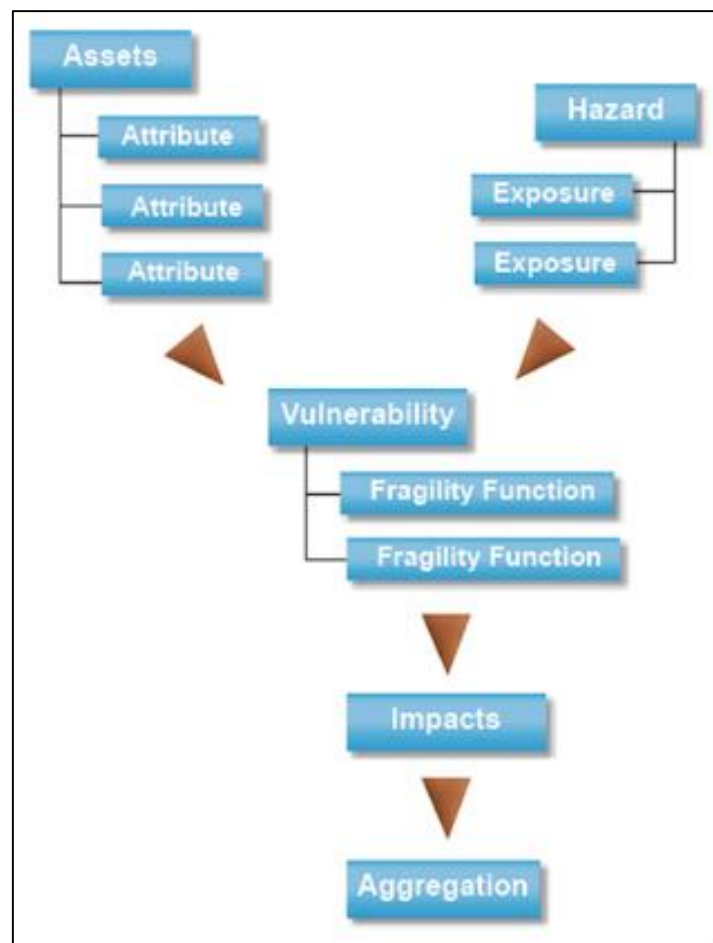 Assets
Attribute
Attribute
Attribute
Hazard
Exposure
Exposure
Vulnerability
Fragility Function
Fragility Function
Impacts
Aggregation